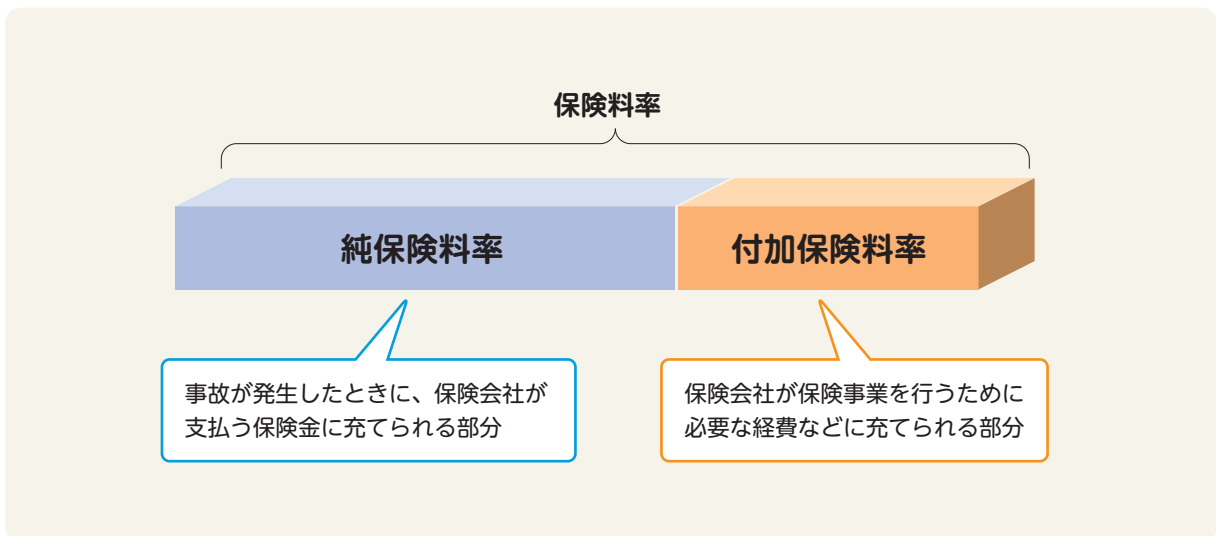 保険料率
純保険料率
付加保険料率
事故が発生したときに、保険会社が
支払う保険金に充てられる部分
保険会社が保険事業を行うために
必要な経費などに充てられる部分